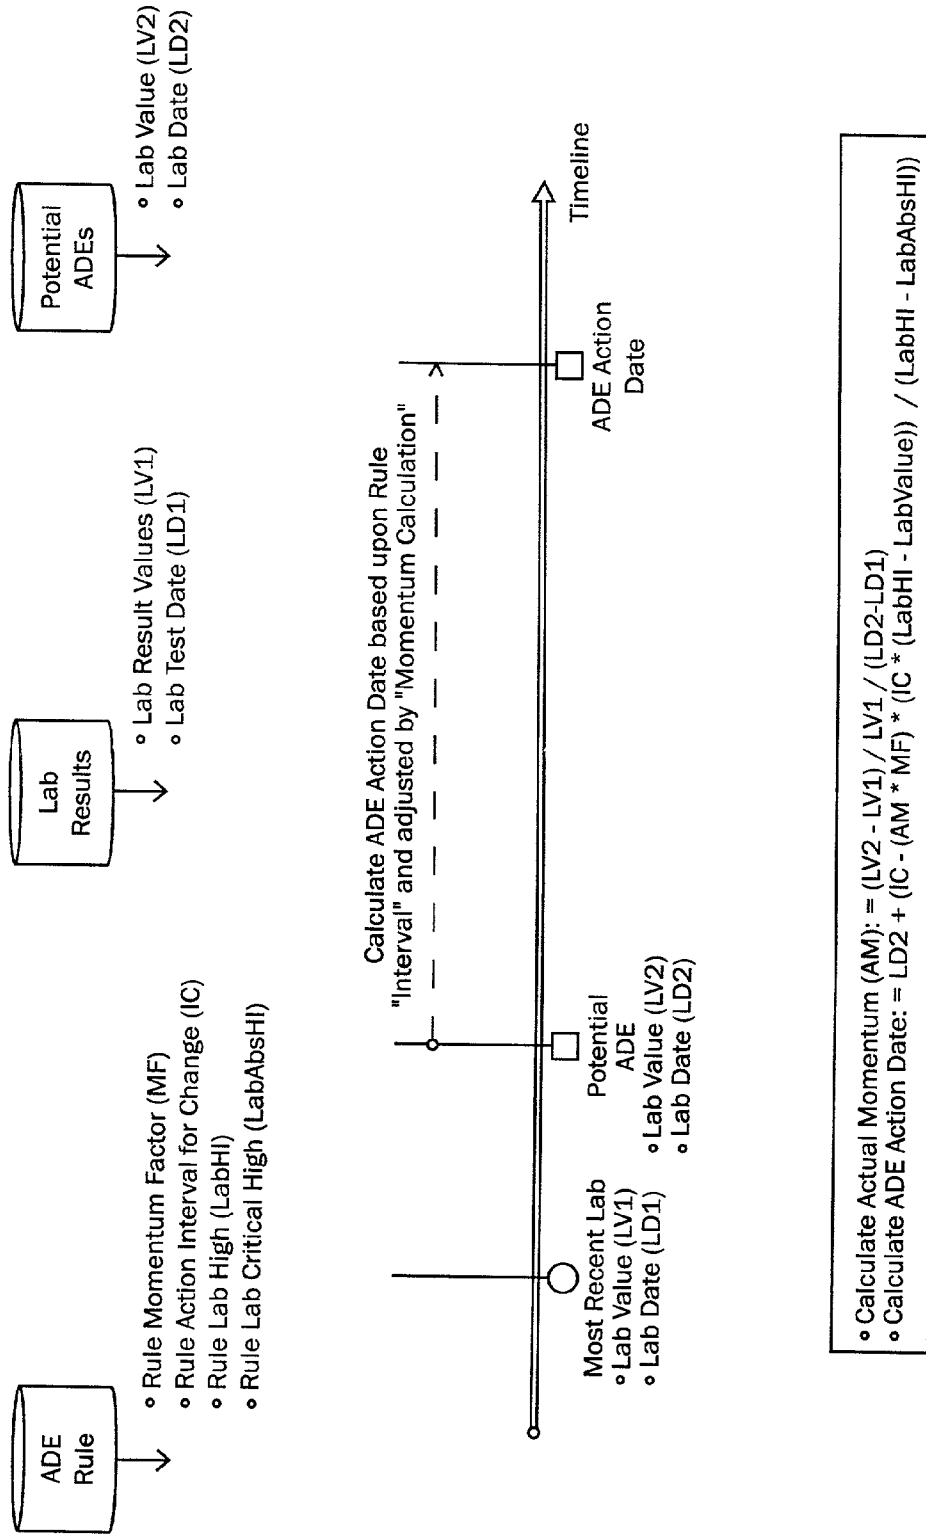 ADE
Rule
• Rule Momentum Factor (MF)
• Rule Action Interval for Change (IC)
• Rule Lab High (LabHI)
• Rule Lab Critical High (LabAbsHI)
Lab
Results
• Lab Result Values (LV1)
• Lab Test Date (LD1)
Potential
ADEs
• Lab Value (LV2)
• Lab Date (LD2)
Calculate ADE Action Date based upon Rule
"Interval" and adjusted by "Momentum Calculation"
Most Recent Lab
• Lab Value (LV1)
• Lab Date (LD1)
Potential
ADE
• Lab Value (LV2)
• Lab Date (LD2)
ADE Action
Date
Timeline
• Calculate Actual Momentum (AM): = (LV2 - LV1) / LV1 / (LD2-LD1)
• Calculate ADE Action Date: = LD2 + (IC - (AM * MF) * (IC * (LabHI - LabValue)) / (LabHI - LabAbsHI))